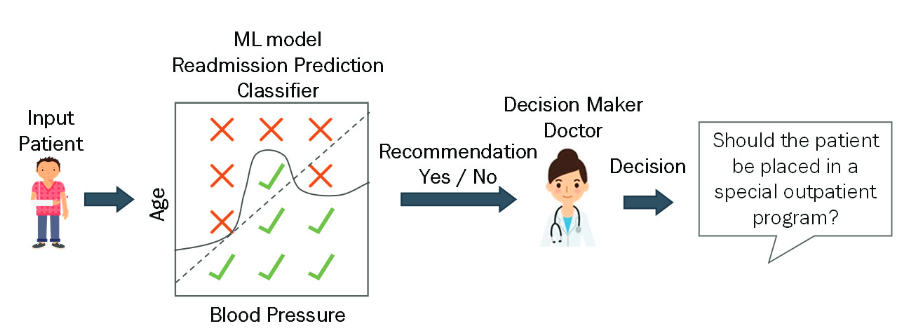 Input
Patient
ML model
Readmission Prediction
Classifier
Age
Blood Pressure
Recommendation
Yes / No
Decision Maker
Doctor
Decision
Should the patient
be placed in a
special outpatient
program?